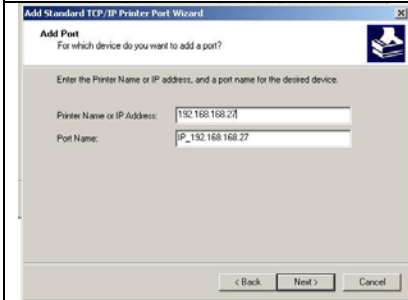 Add Standard TCP/IP Printer Port Wizard
Add Port
For which device do you want to add a port?
Enter the Printer Name or IP address, and a port name for the desired device.
Printer Name or IP Address: 192.168.168.27
Port Name: IP_192.168.168.27
< Back Next > Cancel